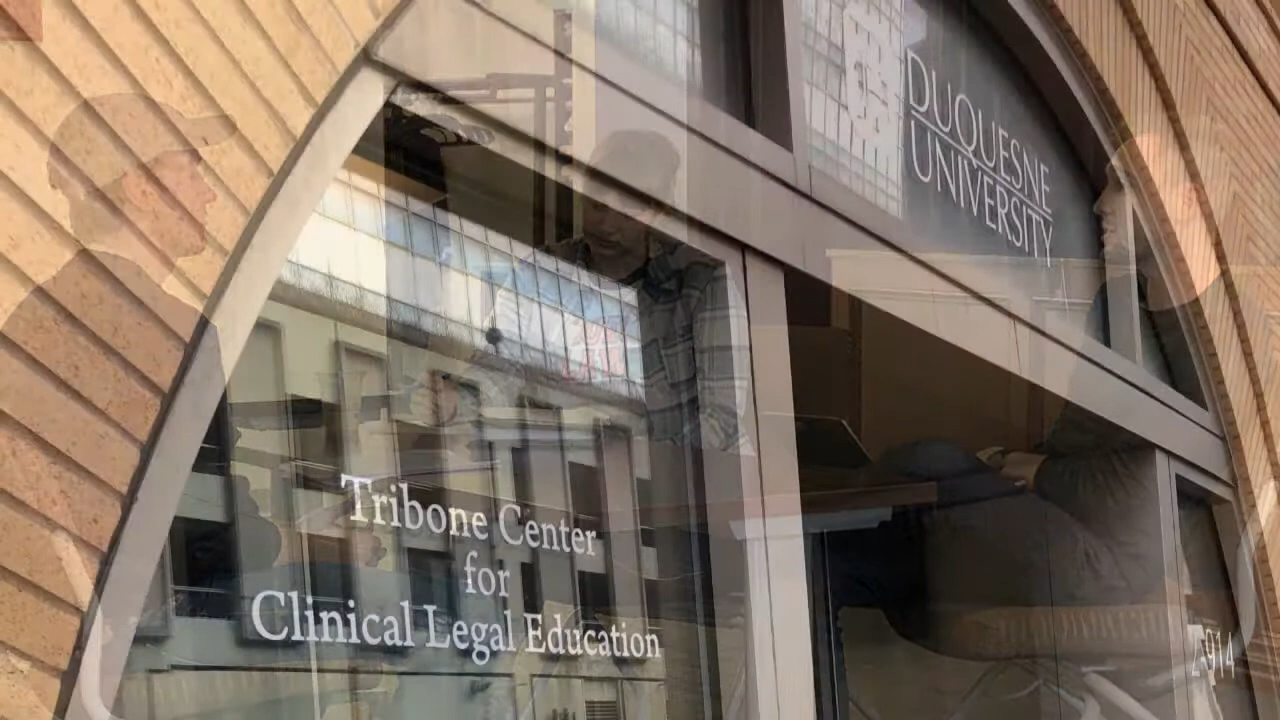 DUQUESNE
UNIVERSITY
Tribone Center
for
Clinical Legal Education
914